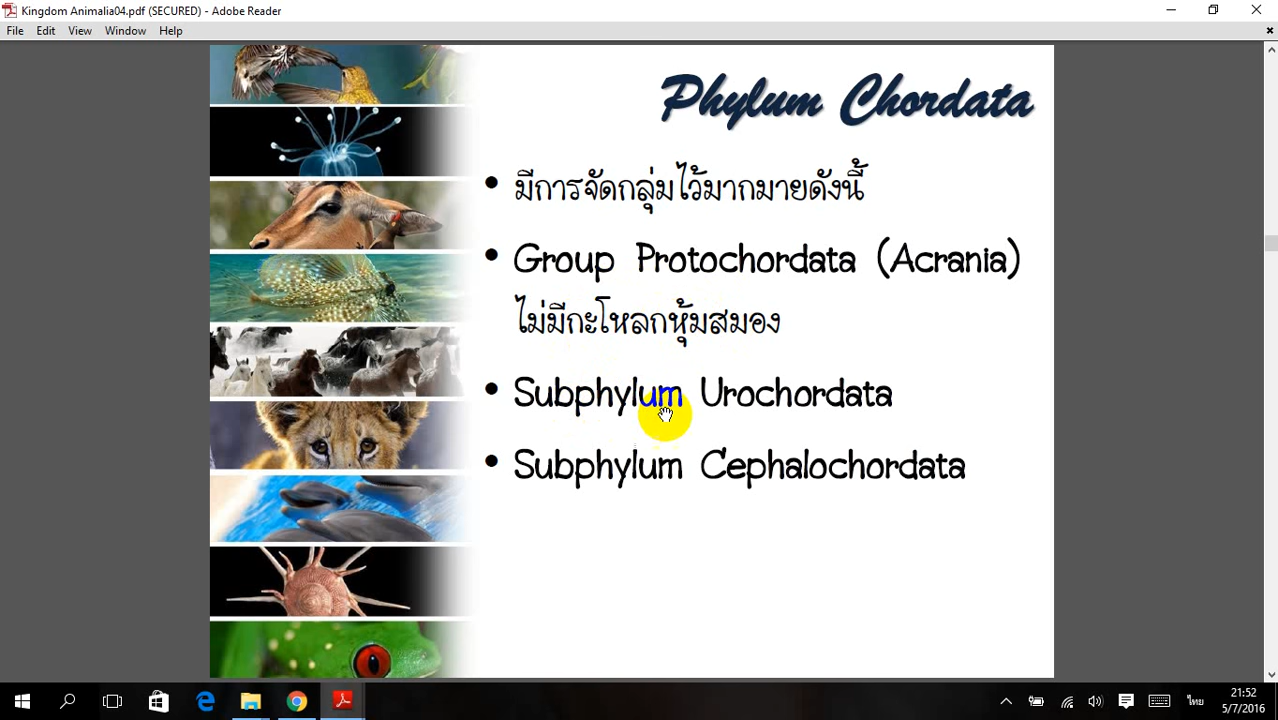 Kingdom Animalia04.pdf (SECURED) - Adobe Reader
File Edit View Window Help
Phylum Chordata
• มีการจัดกลุ่มไว้มากมายดังนี้
• Group Protochordata (Acrania)
ไม่มีกะโหลกหุ้มสมอง
• Subphylum Urochordata
• Subphylum Cephalochordata
ไทย
21:52
5/7/2016